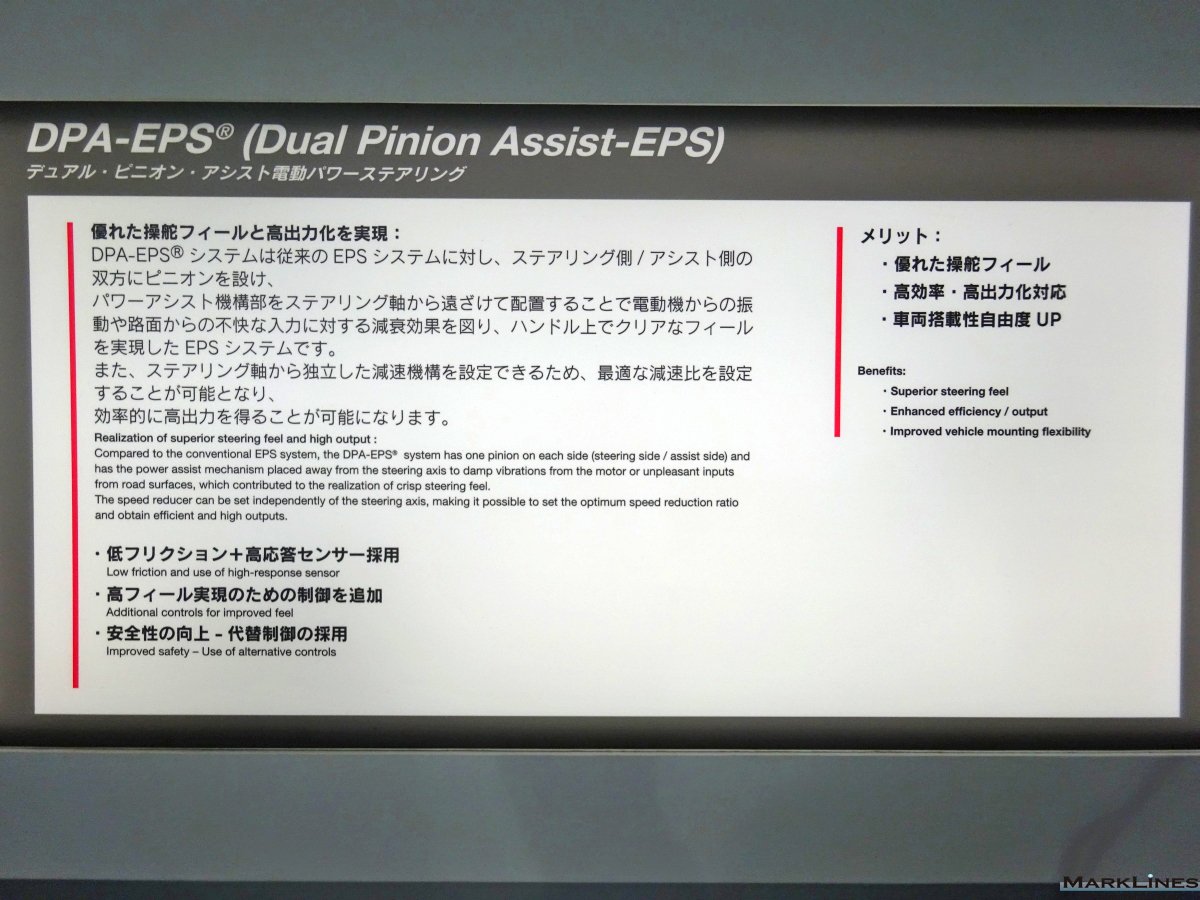 DPA-EPS® (Dual Pinion Assist-EPS)
デュアル・ピニオン・アシスト電動パワーステアリング
優れた操舵フィールと高出力化を実現：
DPA-EPS® システムは従来の EPS システムに対し、ステアリング側 / アシスト側の
双方にピニオンを設け、
パワーアシスト機構部をステアリング軸から遠ざけて配置することで電動機からの振
動や路面からの不快な入力に対する減衰効果を図り、ハンドル上でクリアなフィール
を実現した EPS システムです。
また、ステアリング軸から独立した減速機構を設定できるため、最適な減速比を設定
することが可能となり、
効率的に高出力を得ることが可能になります。
Realization of superior steering feel and high output :
Compared to the conventional EPS system, the DPA-EPS® system has one pinion on each side (steering side / assist side) and
has the power assist mechanism placed away from the steering axis to damp vibrations from the motor or unpleasant inputs
from road surfaces, which contributed to the realization of crisp steering feel.
The speed reducer can be set independently of the steering axis, making it possible to set the optimum speed reduction ratio
and obtain efficient and high outputs.
・低フリクション＋高応答センサー採用
Low friction and use of high-response sensor
・高フィール実現のための制御を追加
Additional controls for improved feel
・安全性の向上 – 代替制御の採用
Improved safety – Use of alternative controls
メリット：
・優れた操舵フィール
・高効率・高出力化対応
・車両搭載性自由度 UP
Benefits:
・Superior steering feel
・Enhanced efficiency / output
・Improved vehicle mounting flexibility
MARKLINES